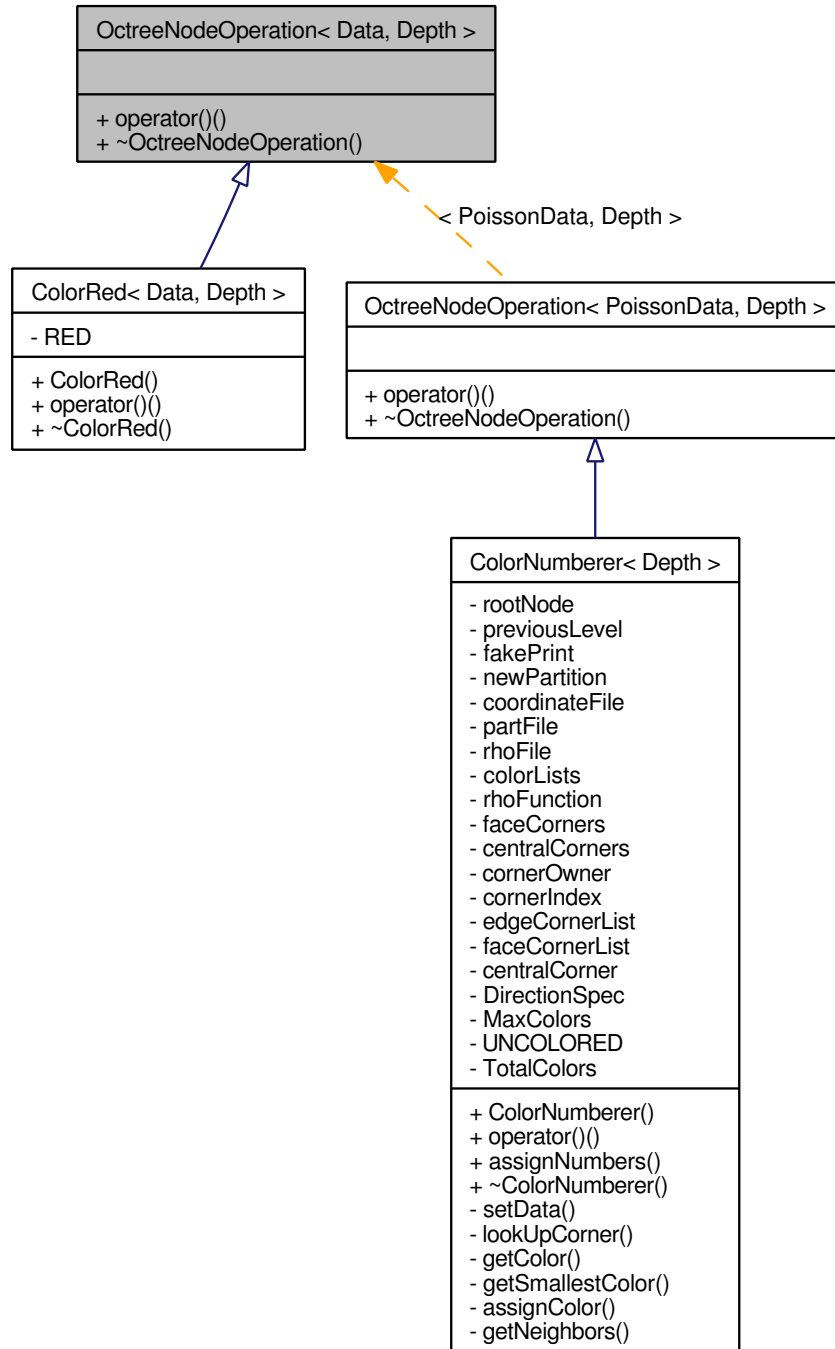 OctreeNodeOperation< Data, Depth >
+ operator()()
+ ~OctreeNodeOperation()
< PoissonData, Depth >
ColorRed< Data, Depth >
- RED
+ ColorRed()
+ operator()()
+ ~ColorRed()
OctreeNodeOperation< PoissonData, Depth >
+ operator()()
+ ~OctreeNodeOperation()
ColorNumberer< Depth >
- rootNode
- previousLevel
- fakePrint
- newPartition
- coordinateFile
- partFile
- rhoFile
- colorLists
- rhoFunction
- faceCorners
- centralCorners
- cornerOwner
- cornerIndex
- edgeCornerList
- faceCornerList
- centralCorner
- DirectionSpec
- MaxColors
- UNCOLORED
- TotalColors
+ ColorNumberer()
+ operator()()
+ assignNumbers()
+ ~ColorNumberer()
- setData()
- lookUpCorner()
- getColor()
- getSmallestColor()
- assignColor()
- getNeighbors()